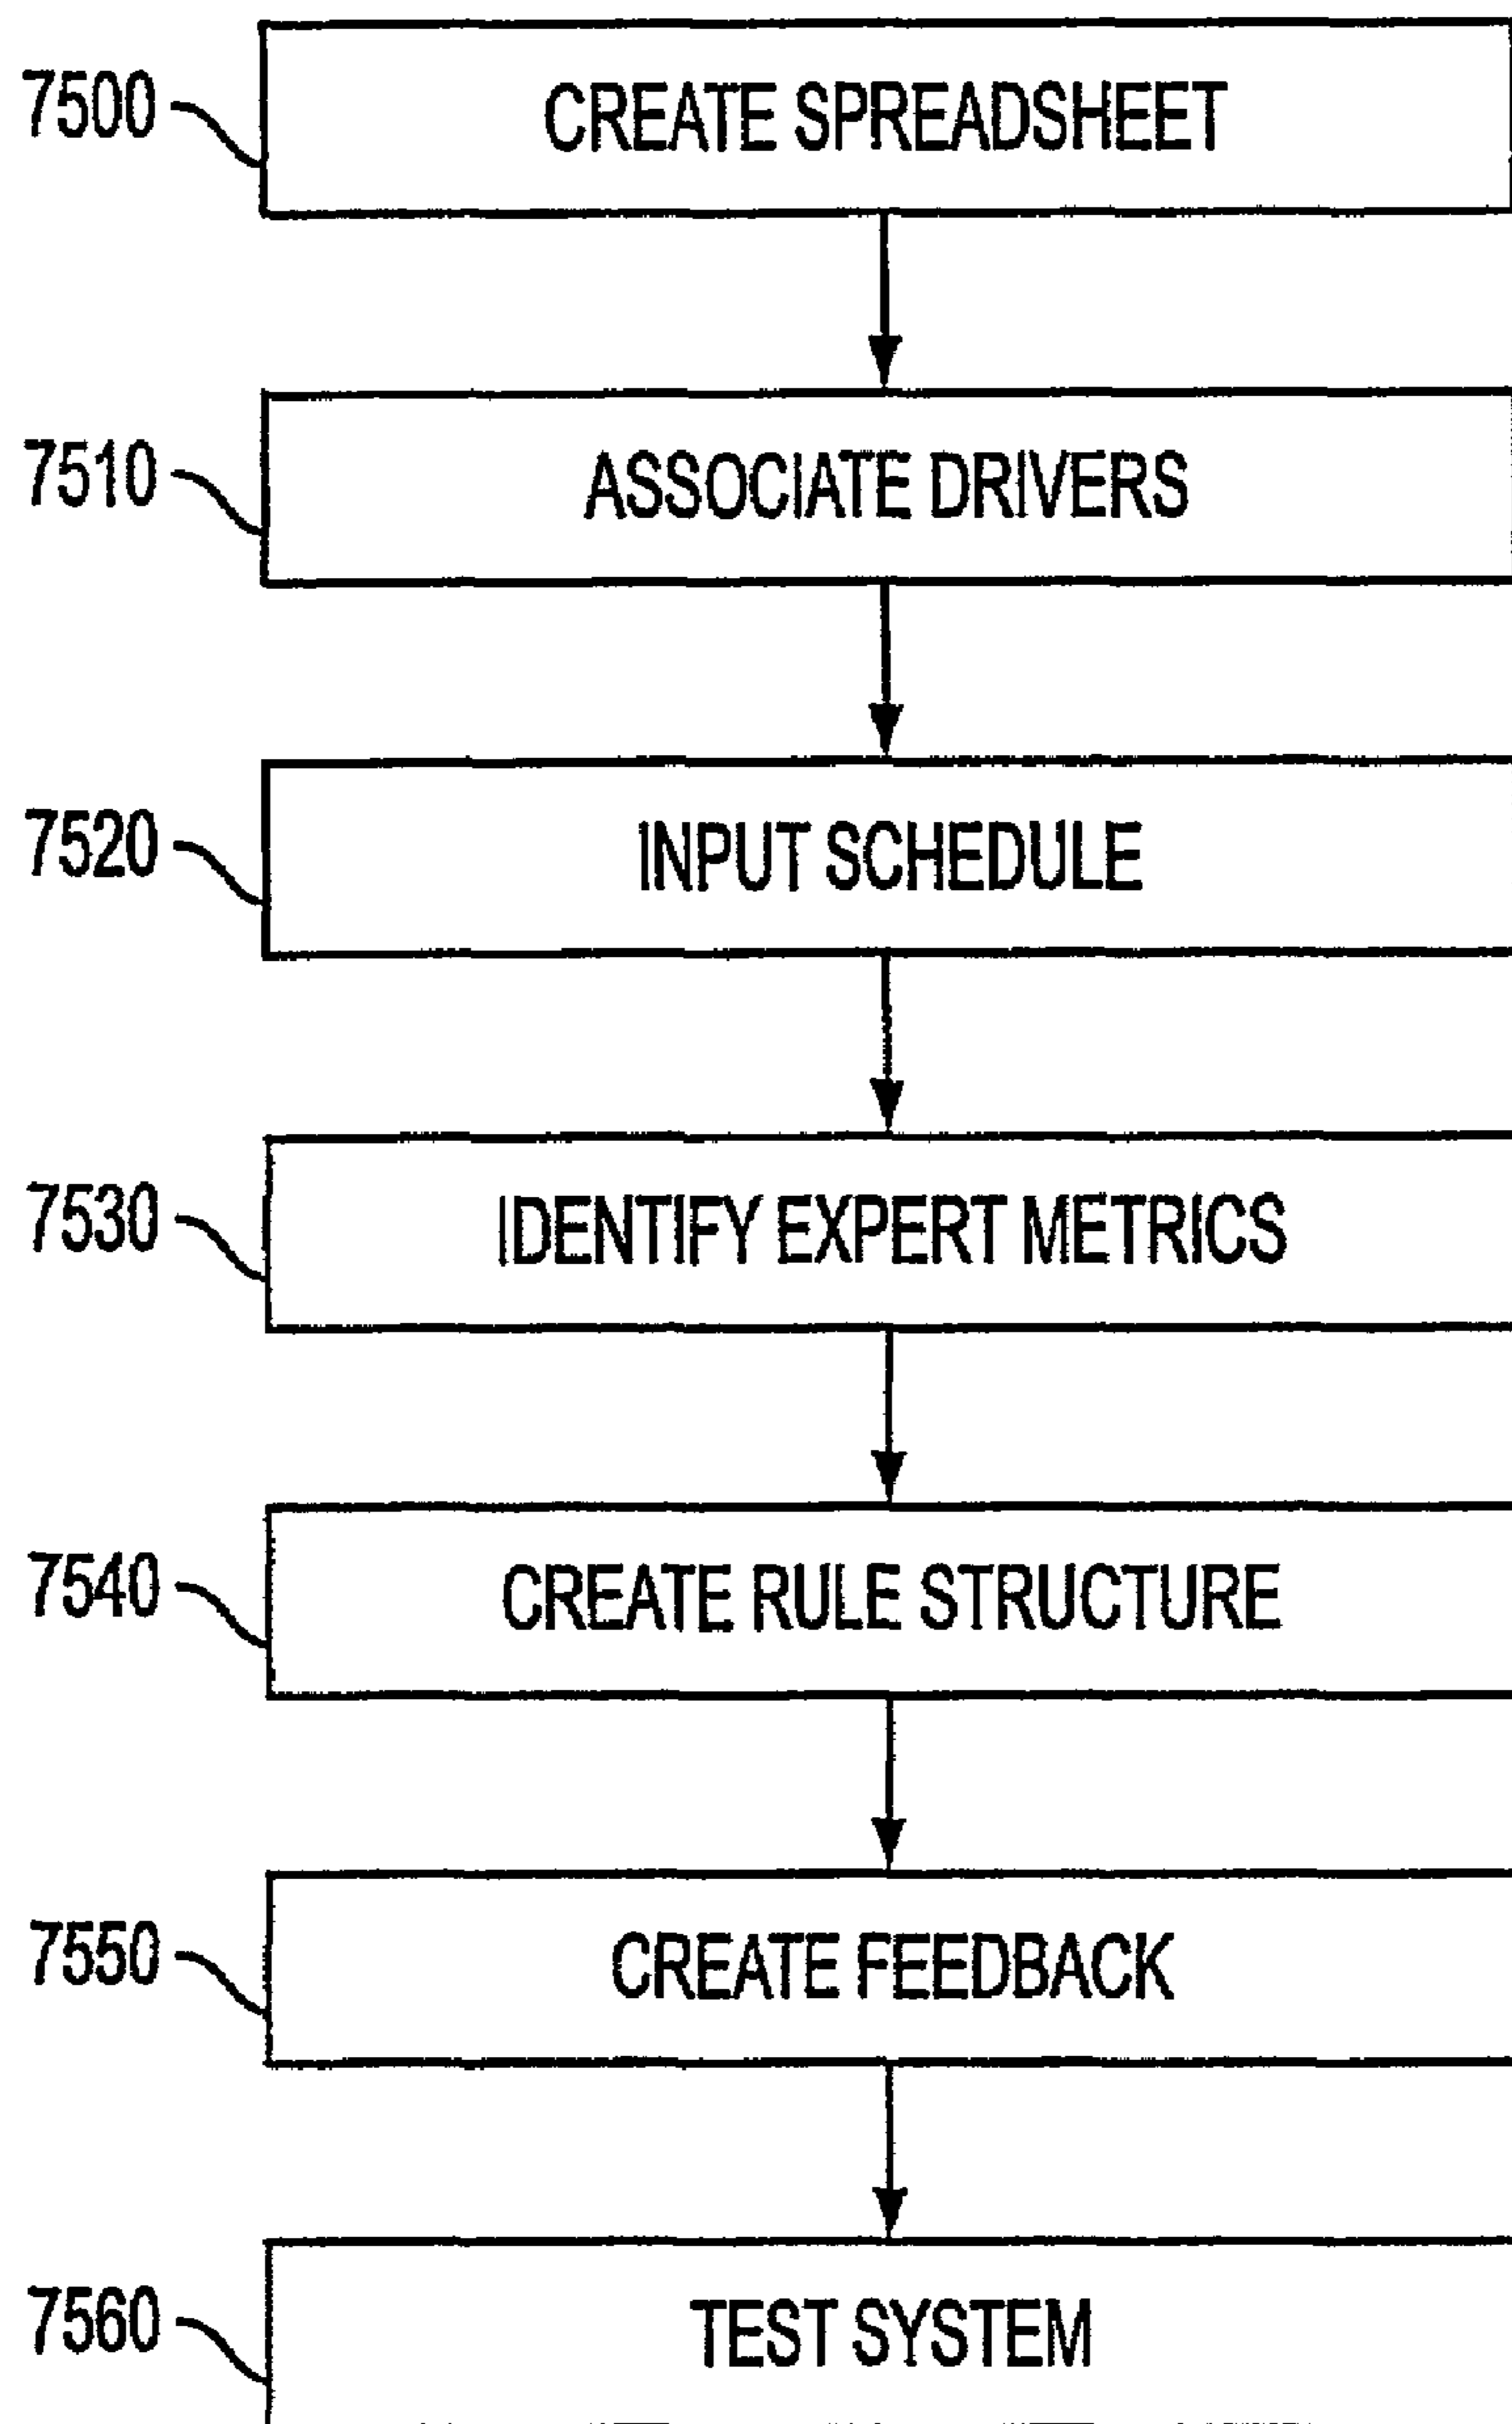 7500 CREATE SPREADSHEET
7510 ASSOCIATE DRIVERS
7520 INPUT SCHEDULE
7530 IDENTIFY EXPERT METRICS
7540 CREATE RULE STRUCTURE
7550 CREATE FEEDBACK
7560 TEST SYSTEM